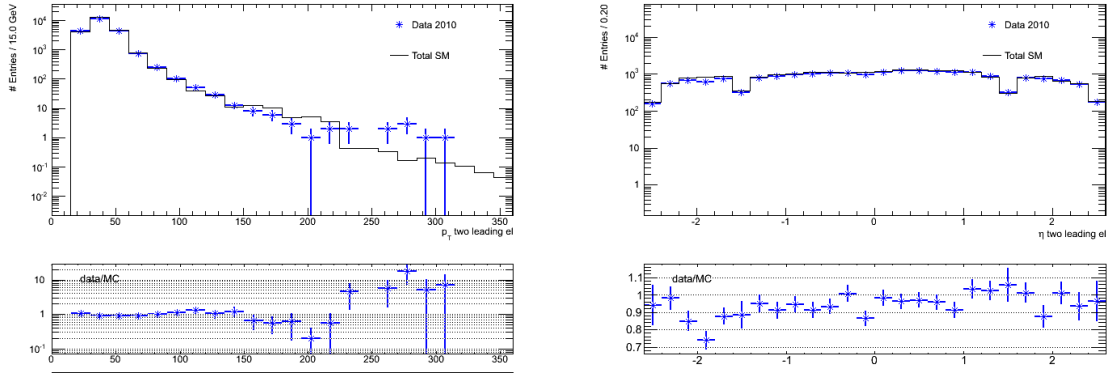 # Entries / 15.0 GeV
10⁴
10³
10²
10
1
10⁻¹
10⁻²
Data 2010
Total SM
0 50 100 150 200 250 300 350
p_T two leading el
data/MC
10
1
10⁻¹
0 50 100 150 200 250 300 350
# Entries / 0.20
10⁴
10³
10²
10
1
Data 2010
Total SM
-2 -1 0 1 2
η two leading el
data/MC
1.1
1
0.9
0.8
0.7
-2 -1 0 1 2